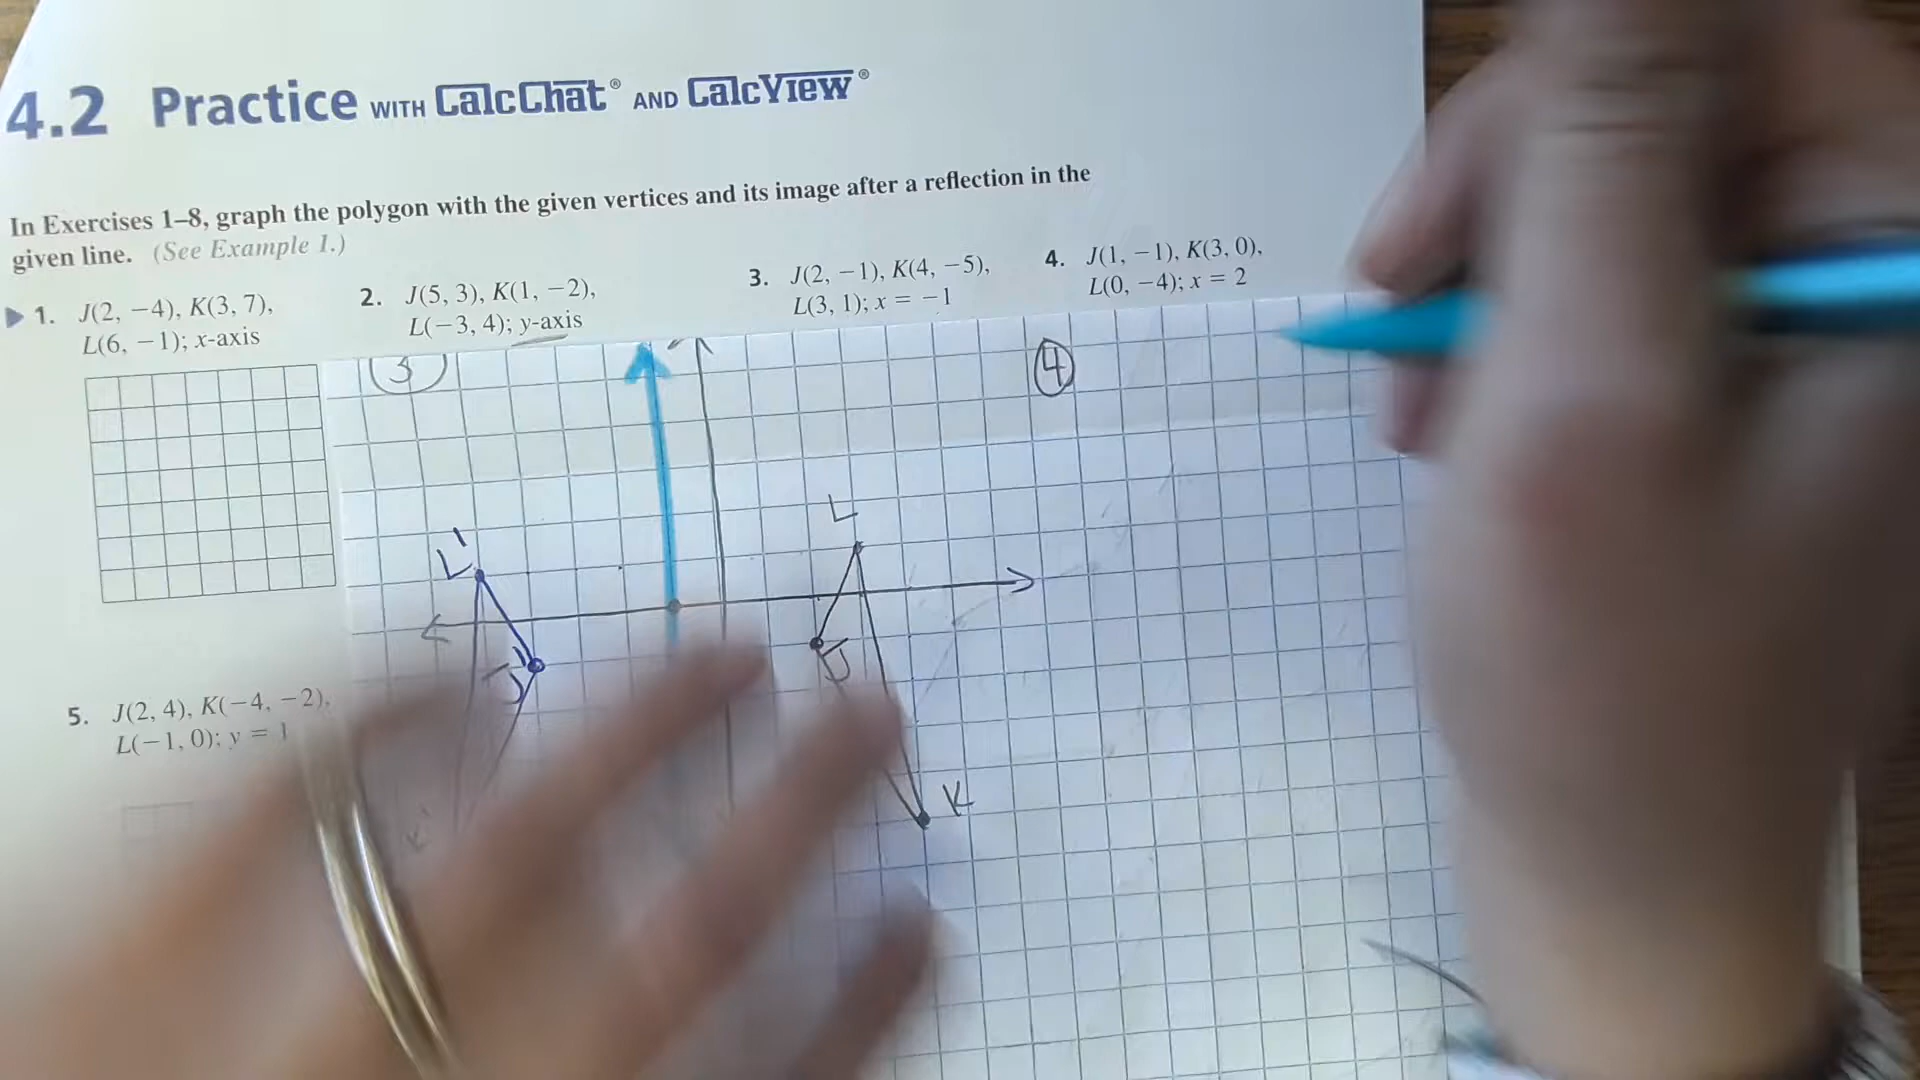 4.2 Practice WITH CalcChat® AND CalcView®
In Exercises 1–8, graph the polygon with the given vertices and its image after a reflection in the
given line. (See Example 1.)
1. J(2, −4), K(3, 7),
L(6, −1); x-axis
2. J(5, 3), K(1, −2),
L(−3, 4); y-axis
3. J(2, −1), K(4, −5),
L(3, 1); x = −1
4. J(1, −1), K(3, 0),
L(0, −4); x = 2
3
4
L'
L
J'
J
K
K'
5. J(2, 4), K(−4, −2),
L(−1, 0); y = 1